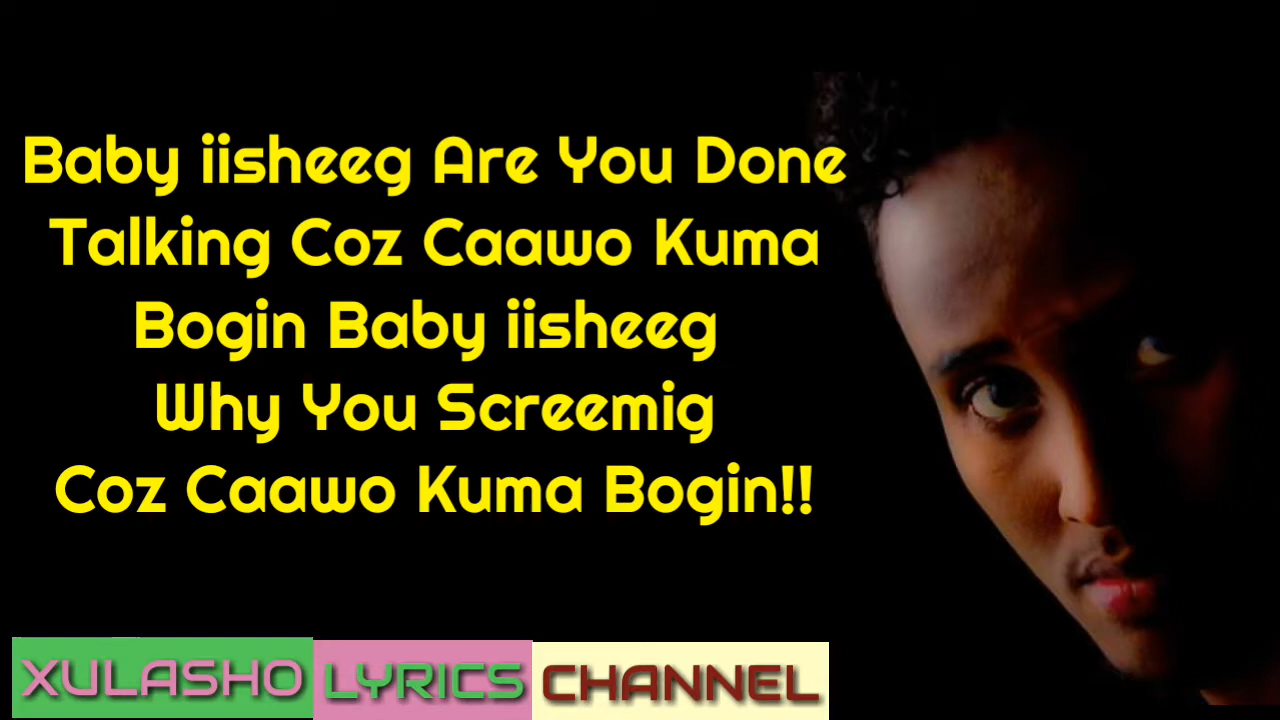 Baby iisheeg Are You Done
Talking Coz Caawo Kuma
Bogin Baby iisheeg
Why You Screemig
Coz Caawo Kuma Bogin!!
XULASHO LYRICS CHANNEL